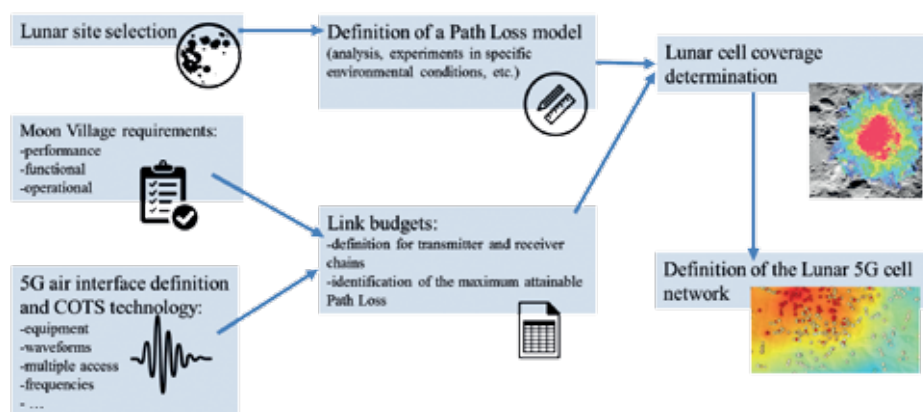 Lunar site selection
Definition of a Path Loss model
(analysis, experiments in specific
environmental conditions, etc.)
Lunar cell coverage
determination
Moon Village requirements:
-performance
-functional
-operational
Link budgets:
-definition for transmitter and receiver
chains
-identification of the maximum attainable
Path Loss
5G air interface definition
and COTS technology:
-equipment
-waveforms
-multiple access
-frequencies
- ...
Definition of the Lunar 5G cell
network